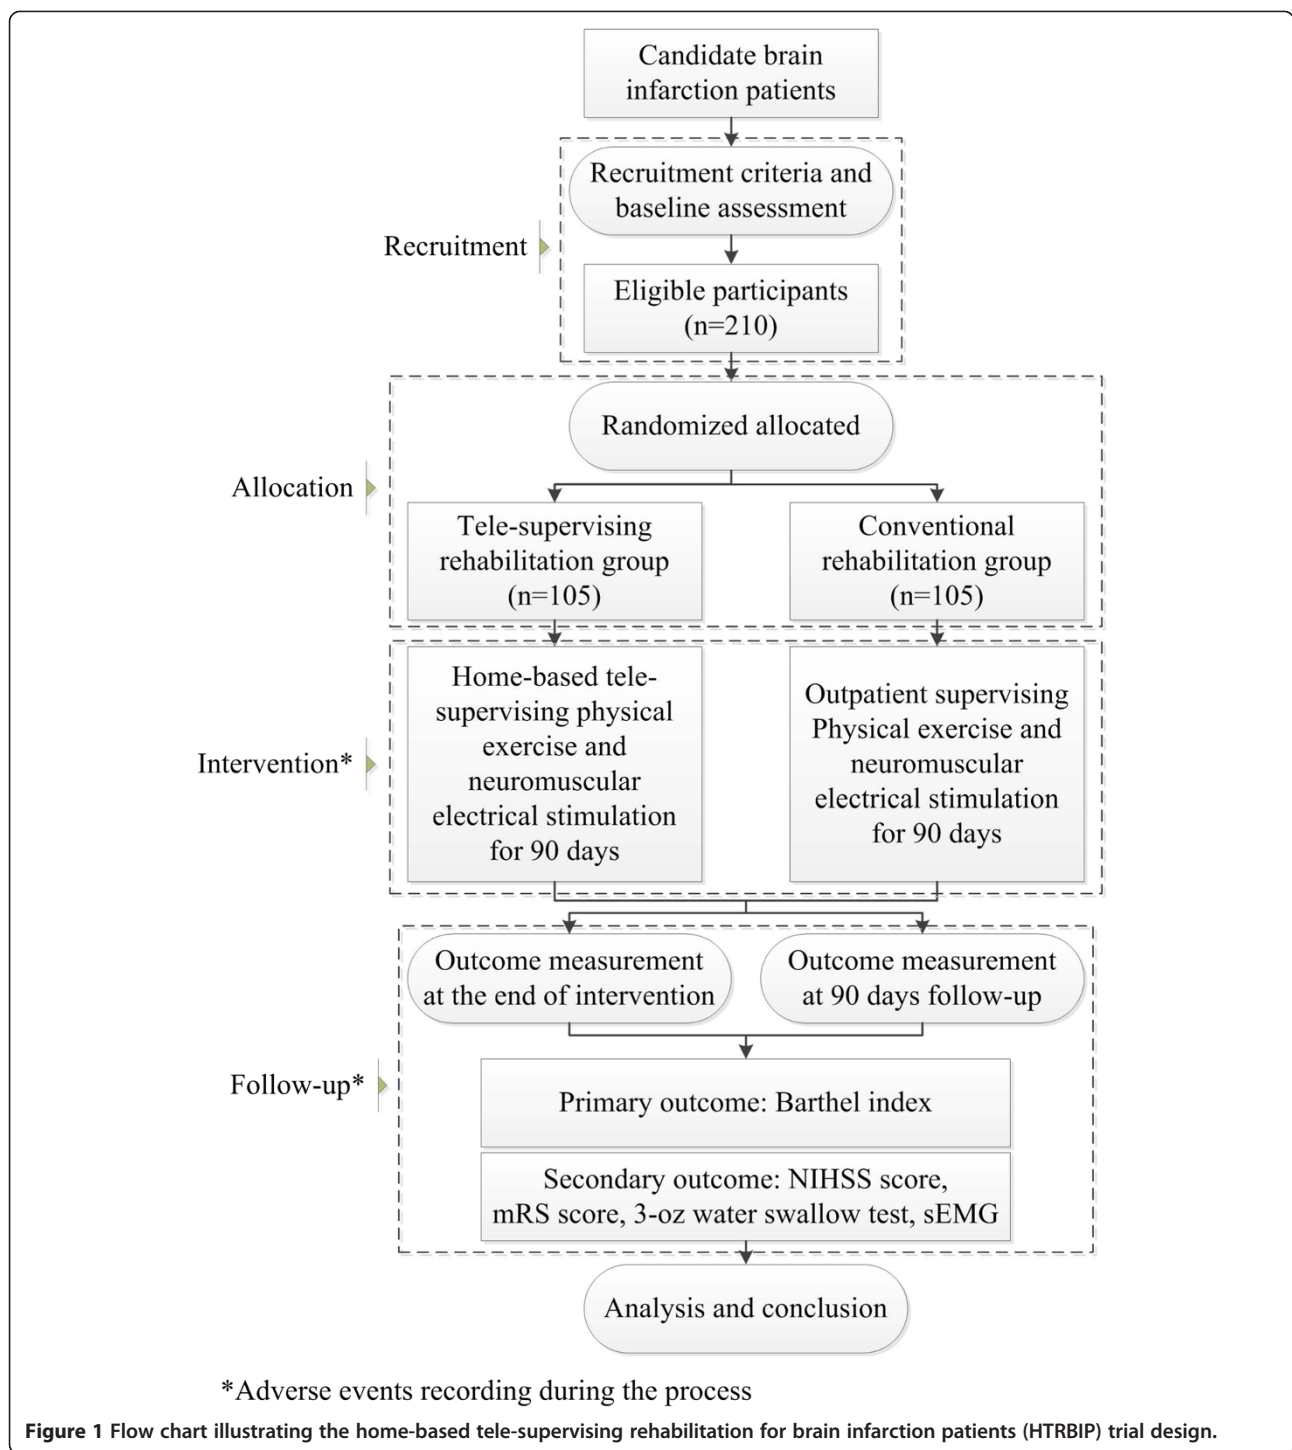 Candidate brain
infarction patients
Recruitment criteria and
baseline assessment
Recruitment
Eligible participants
(n=210)
Randomized allocated
Allocation
Tele-supervising
rehabilitation group
(n=105)
Conventional
rehabilitation group
(n=105)
Intervention*
Home-based tele-
supervising physical
exercise and
neuromuscular
electrical stimulation
for 90 days
Outpatient supervising
Physical exercise and
neuromuscular
electrical stimulation
for 90 days
Outcome measurement
at the end of intervention
Outcome measurement
at 90 days follow-up
Follow-up*
Primary outcome: Barthel index
Secondary outcome: NIHSS score,
mRS score, 3-oz water swallow test, sEMG
Analysis and conclusion
*Adverse events recording during the process
Figure 1 Flow chart illustrating the home-based tele-supervising rehabilitation for brain infarction patients (HTRBIP) trial design.